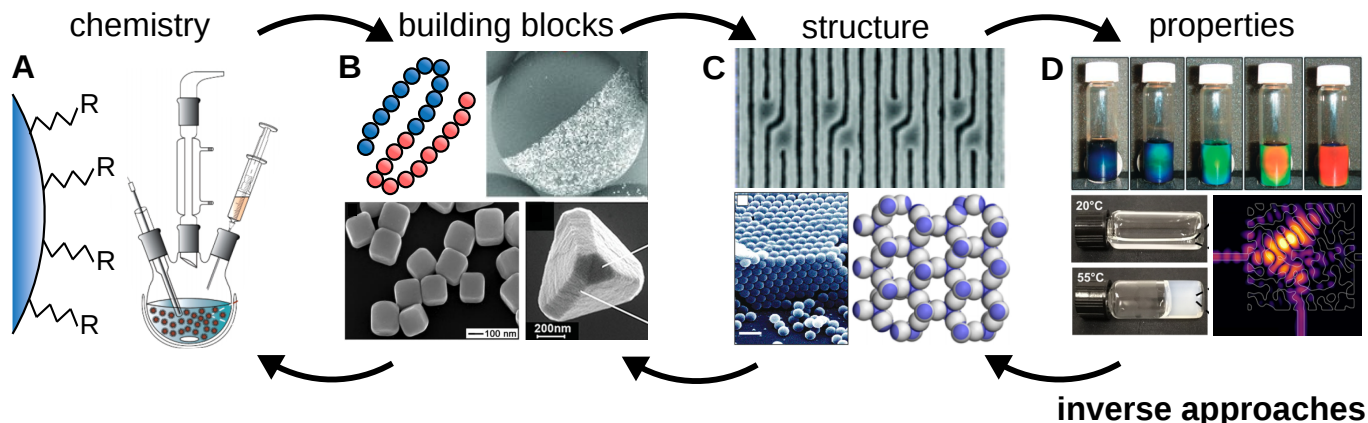 chemistry
building blocks
structure
properties
A
R
R
R
R
B
100 nm
200nm
C
D
20°C
55°C
inverse approaches